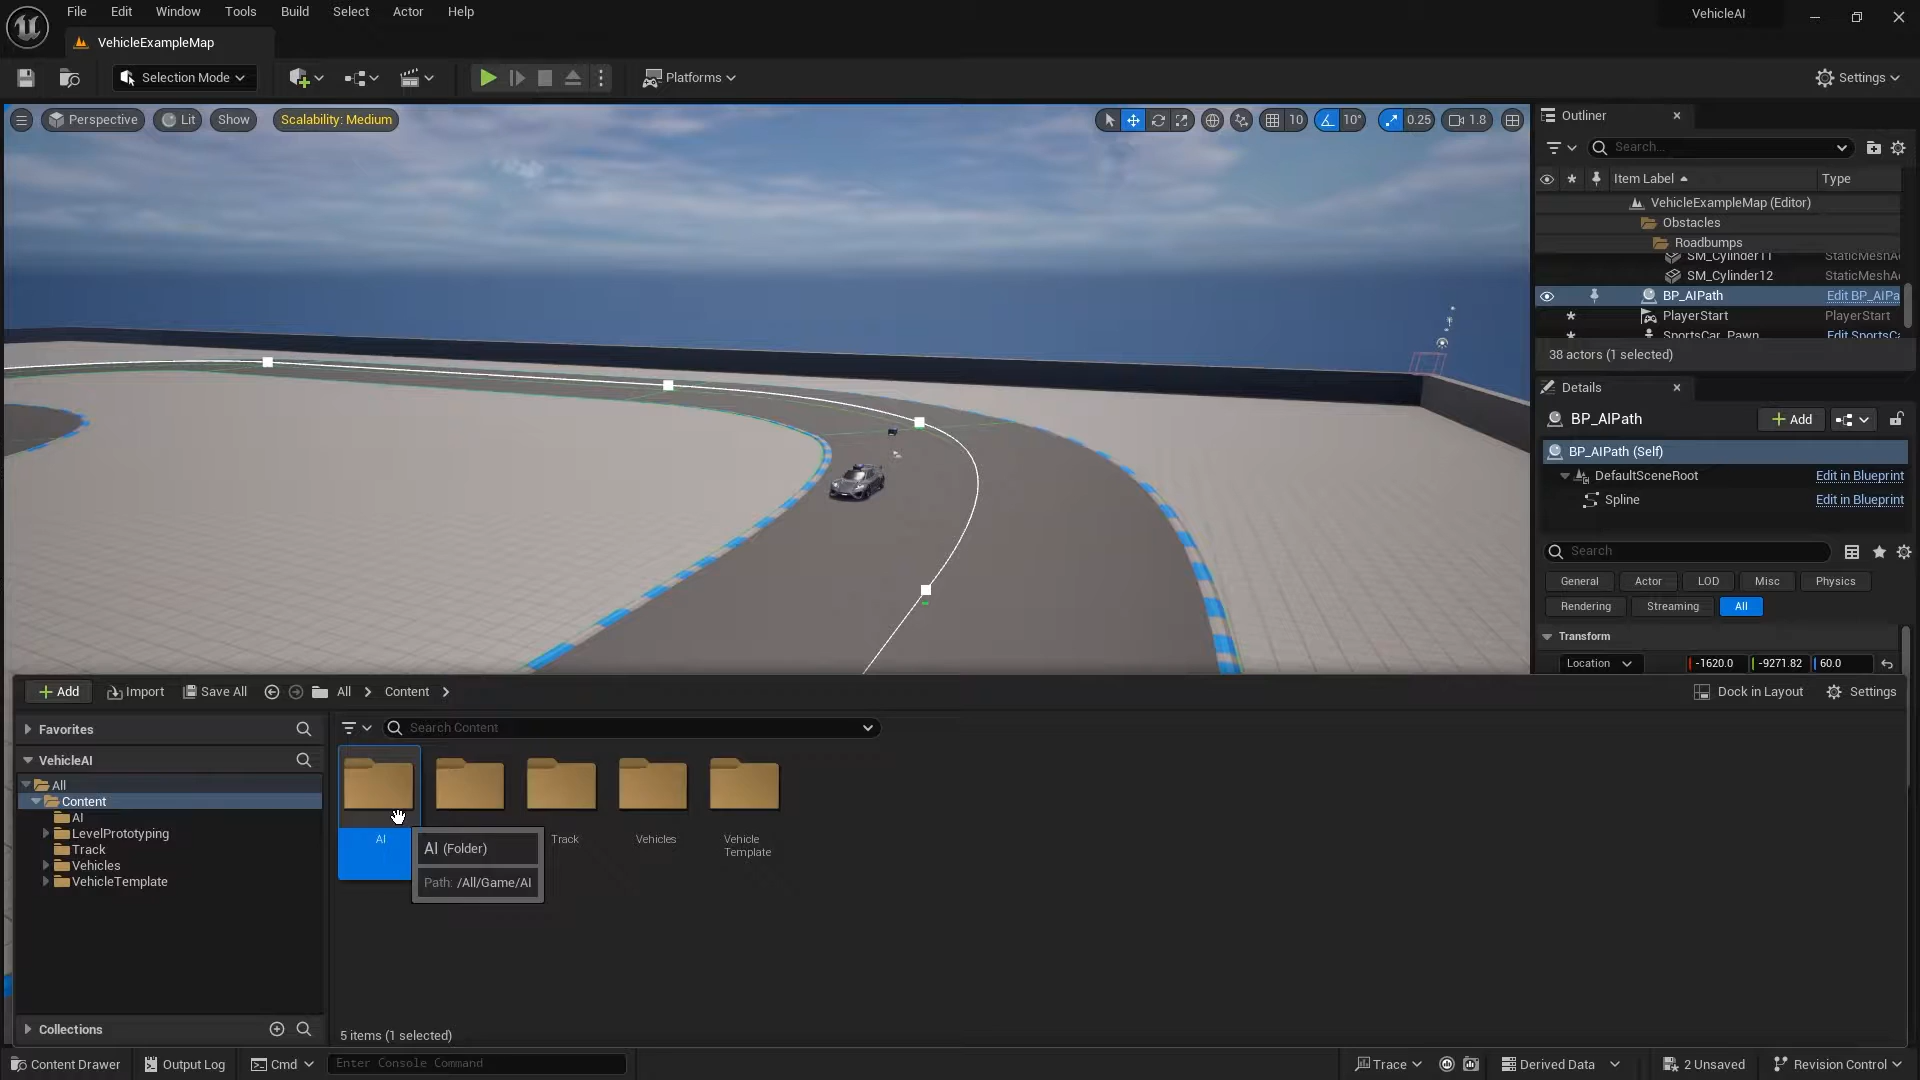 File Edit Window Tools Build Select Actor Help
VehicleAI
VehicleExampleMap
Selection Mode
Platforms
Settings
Perspective
Lit
Show
Scalability: Medium
10
10°
0.25
1.8
Outliner
Search...
Item Label
Type
VehicleExampleMap (Editor)
Obstacles
Roadbumps
SM_Cylinder11 StaticMeshA
SM_Cylinder12 StaticMeshA
BP_AIPath Edit BP_AIPa
PlayerStart PlayerStart
SportsCar_Pawn Edit SportsCa
38 actors (1 selected)
Details
BP_AIPath
Add
BP_AIPath (Self)
DefaultSceneRoot Edit in Blueprint
Spline Edit in Blueprint
Search
General Actor LOD Misc Physics
Rendering Streaming All
Transform
Location -1620.0 -9271.82 60.0
Add Import Save All All Content
Dock in Layout Settings
Favorites
Search Content
VehicleAI
All
Content
AI
LevelPrototyping
Track
Vehicles
VehicleTemplate
Collections
AI
Track
Vehicles
Vehicle
Template
AI (Folder)
Path: /All/Game/AI
5 items (1 selected)
Content Drawer Output Log Cmd Enter Console Command
Trace Derived Data 2 Unsaved Revision Control